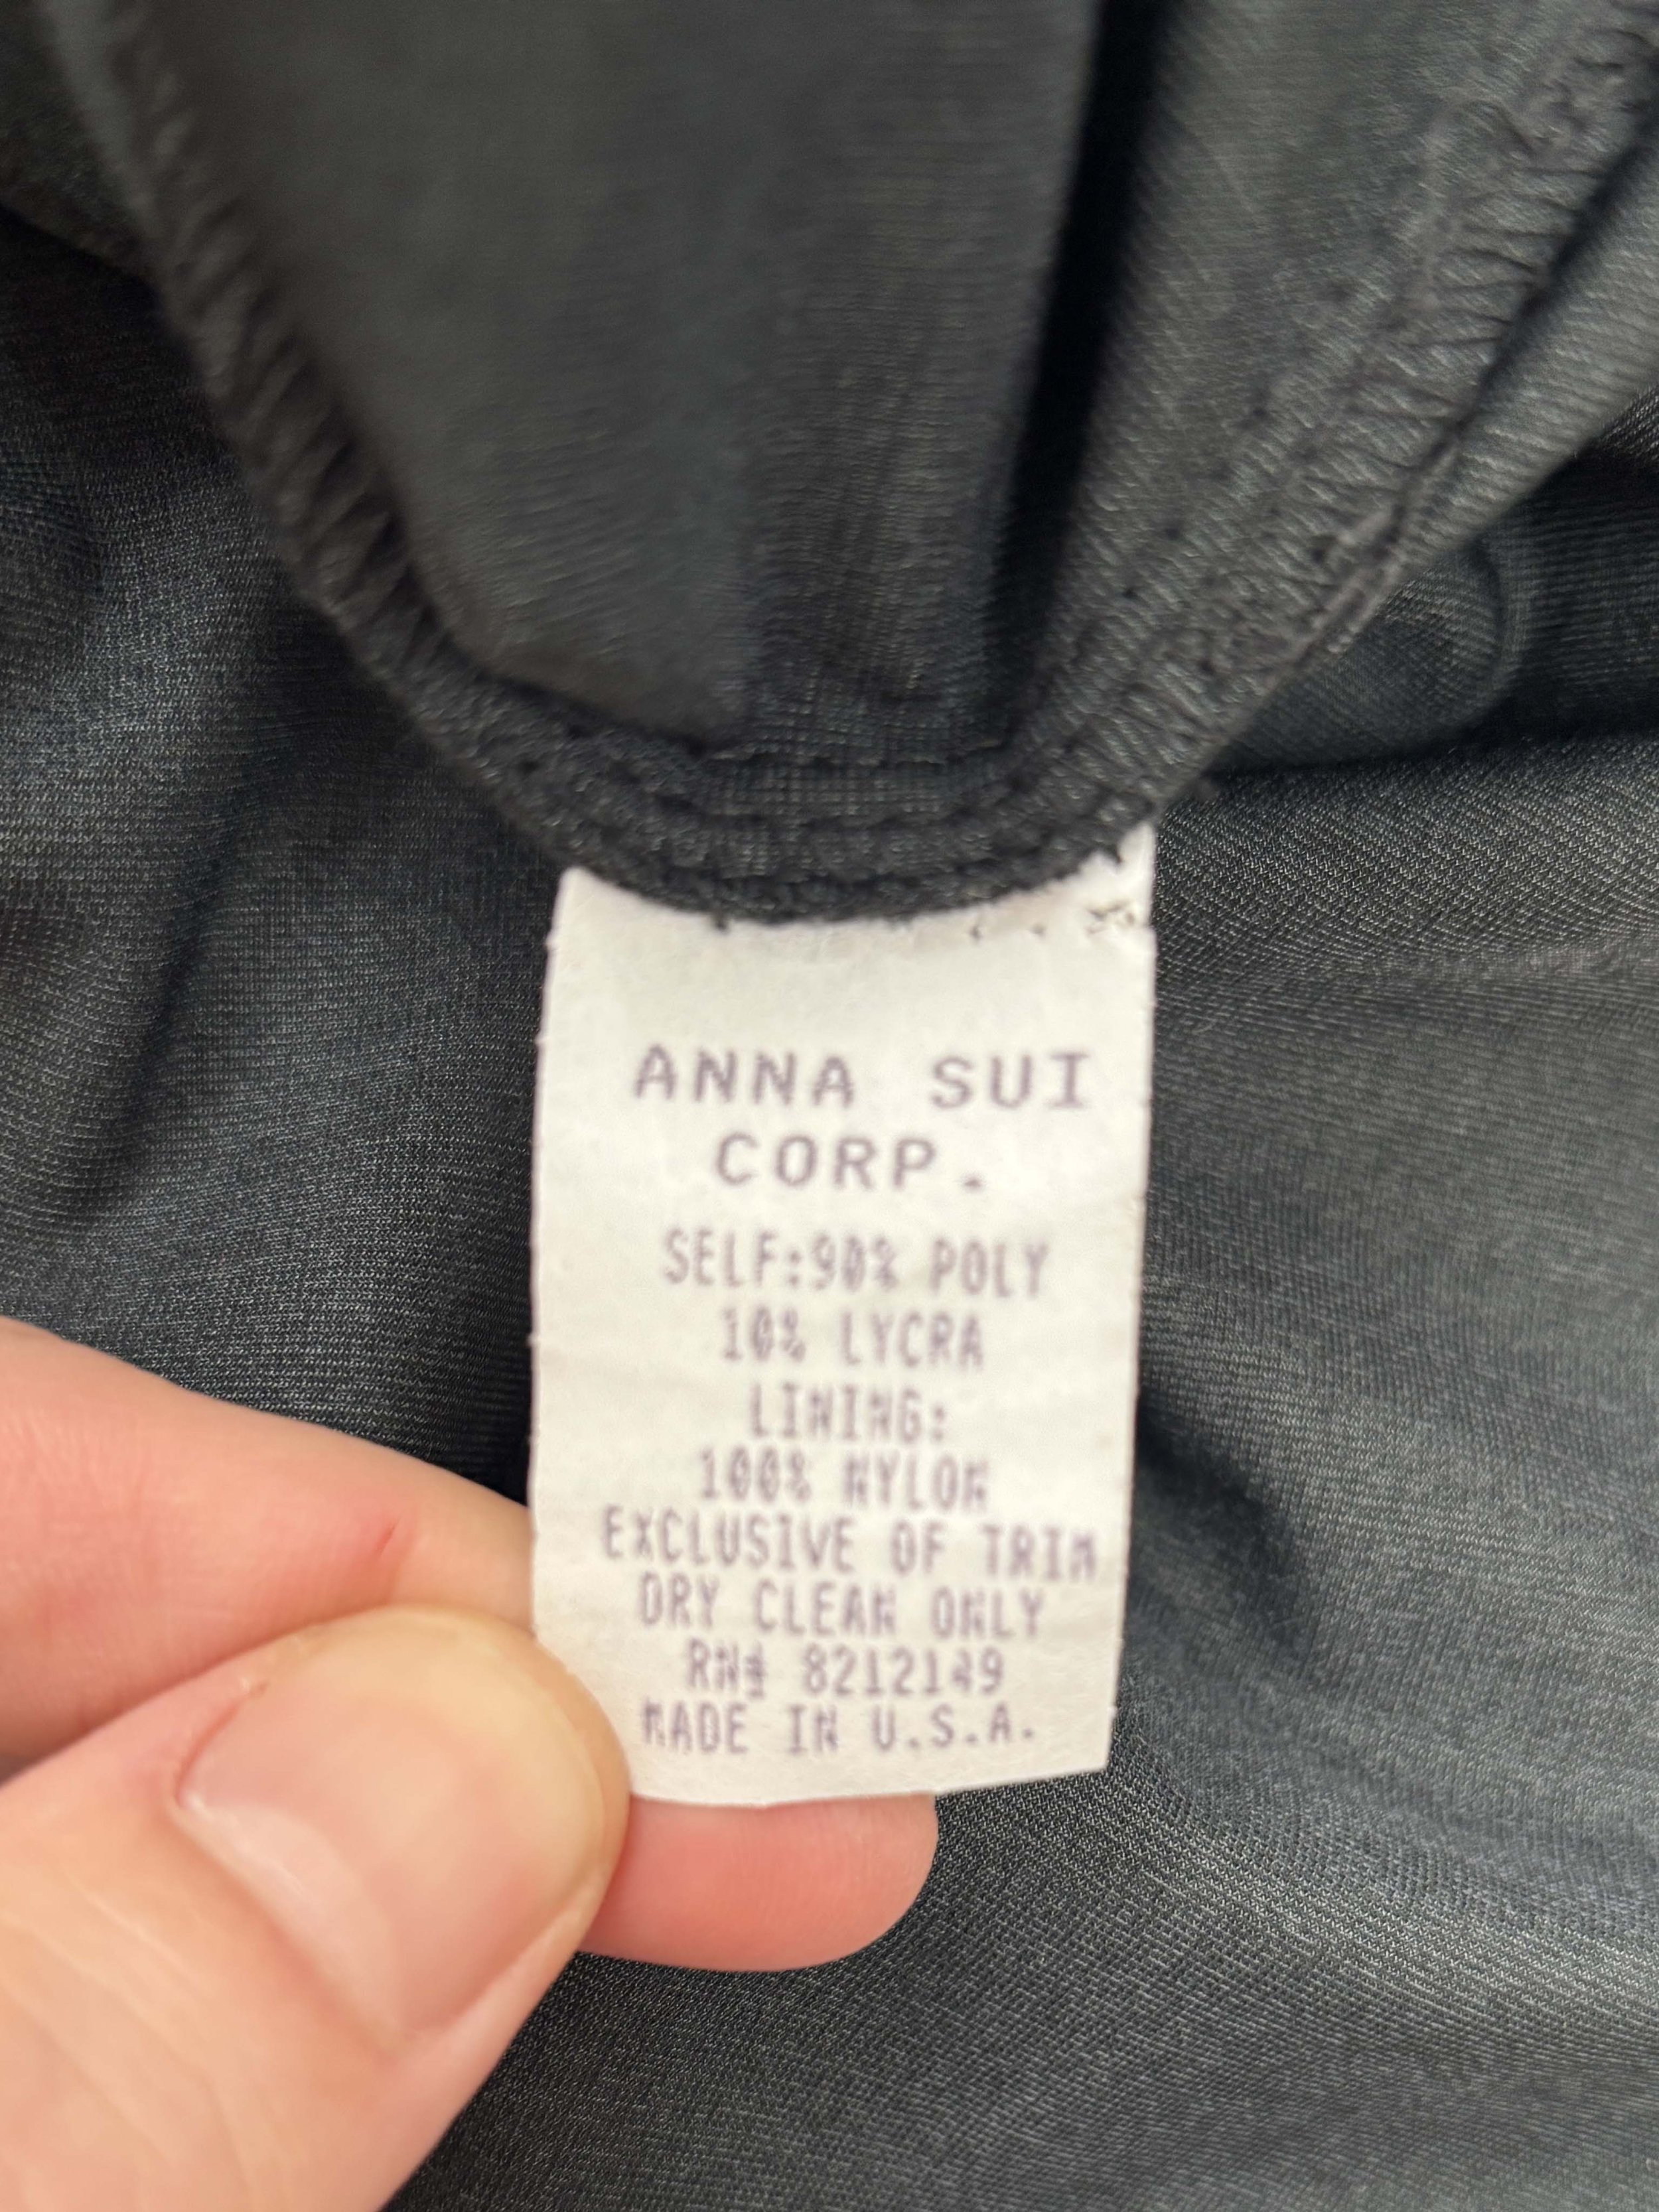 ANNA SUI
CORP.
SELF:90% POLY
10% LYCRA
LINING:
100% NYLON
EXCLUSIVE OF TRIM
DRY CLEAN ONLY
RN# 8212149
MADE IN U.S.A.